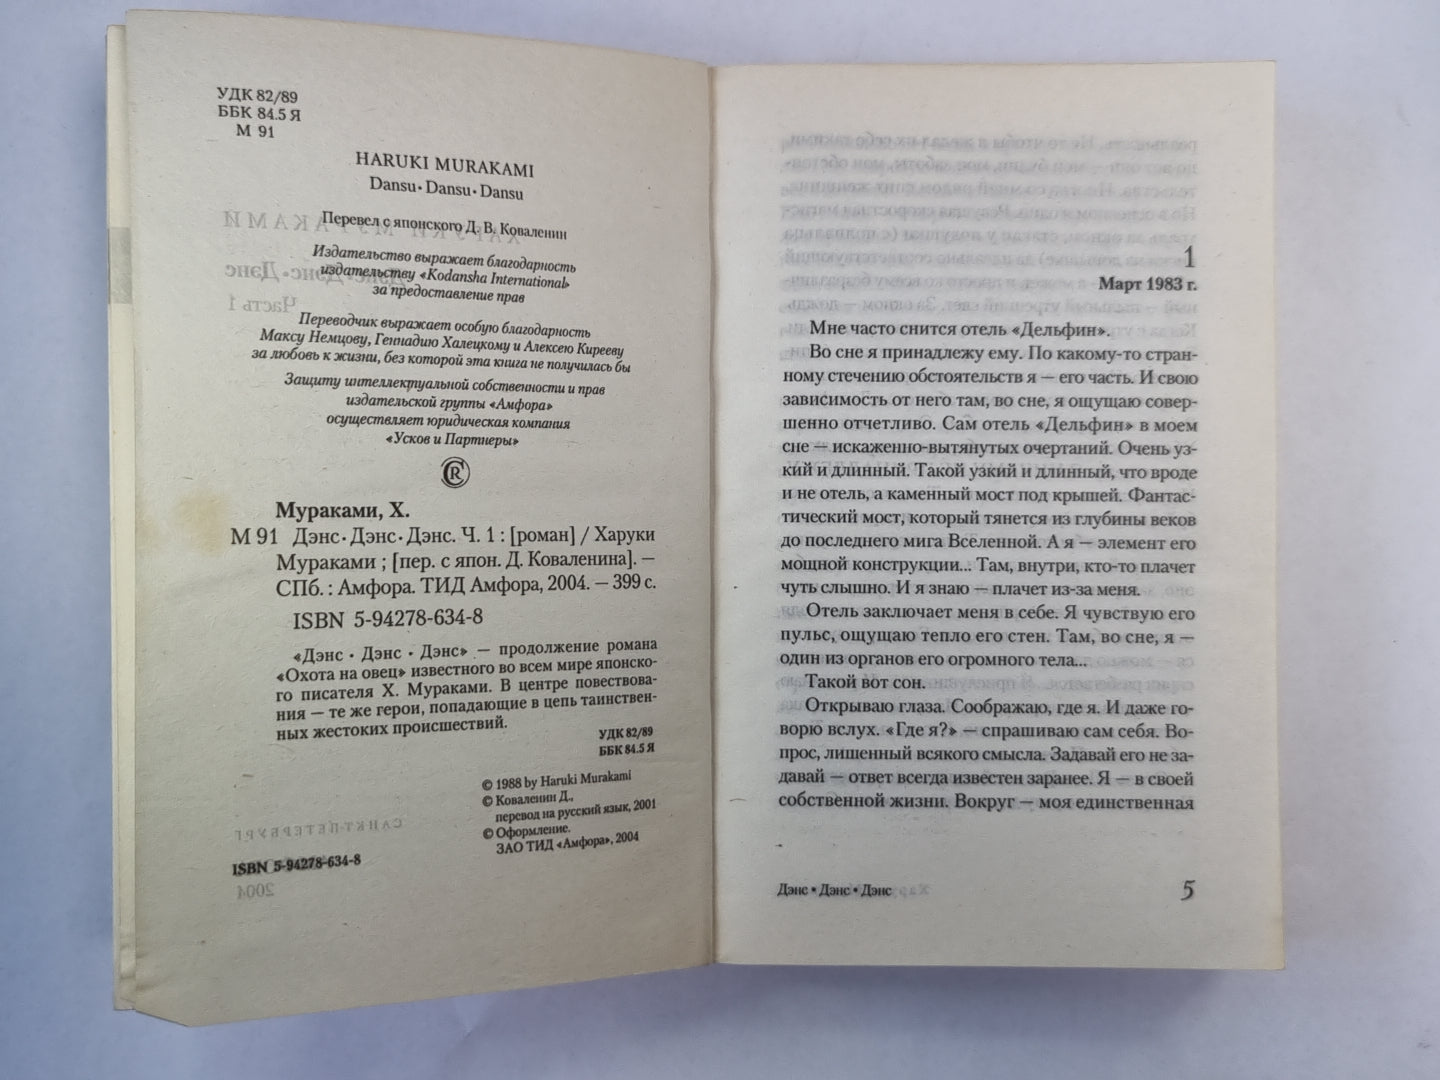 УДК 82/89
ББК 84.5 Я
М 91
HARUKI MURAKAMI
Dansu • Dansu • Dansu
Перевел с японского Д. В. Коваленин
Издательство выражает благодарность
издательству «Kodansha International»
за предоставление прав
Переводчик выражает особую благодарность
Максу Немцову, Геннадию Халецкому и Алексею Кирееву
за любовь к жизни, без которой эта книга не получилась бы
Защиту интеллектуальной собственности и прав
издательской группы «Амфора»
осуществляет юридическая компания
«Усков и Партнеры»
Мураками, Х.
М 91 Дэнс • Дэнс • Дэнс. Ч. 1 : [роман] / Харуки
Мураками ; [пер. с япон. Д. Коваленина]. —
СПб. : Амфора. ТИД Амфора, 2004. — 399 с.
ISBN 5-94278-634-8
«Дэнс • Дэнс • Дэнс» — продолжение романа
«Охота на овец» известного во всем мире японско-
го писателя Х. Мураками. В центре повествова-
ния — те же герои, попадающие в цепь таинствен-
ных жестоких происшествий.
УДК 82/89
ББК 84.5 Я
© 1988 by Haruki Murakami
© Коваленин Д.,
перевод на русский язык, 2001
© Оформление.
ЗАО ТИД «Амфора», 2004
ISBN 5-94278-634-8
1
Март 1983 г.
Мне часто снится отель «Дельфин».
Во сне я принадлежу ему. По какому-то стран-
ному стечению обстоятельств я — его часть. И свою
зависимость от него там, во сне, я ощущаю совер-
шенно отчетливо. Сам отель «Дельфин» в моем
сне — искаженно-вытянутых очертаний. Очень уз-
кий и длинный. Такой узкий и длинный, что вроде
и не отель, а каменный мост под крышей. Фантас-
тический мост, который тянется из глубины веков
до последнего мига Вселенной. А я — элемент его
мощной конструкции... Там, внутри, кто-то плачет
чуть слышно. И я знаю — плачет из-за меня.
Отель заключает меня в себе. Я чувствую его
пульс, ощущаю тепло его стен. Там, во сне, я —
один из органов его огромного тела...
Такой вот сон.
Открываю глаза. Соображаю, где я. И даже го-
ворю вслух. «Где я?» — спрашиваю сам себя. Во-
прос, лишенный всякого смысла. Задавай его не за-
давай — ответ всегда известен заранее. Я — в своей
собственной жизни. Вокруг — моя единственная
Дэнс • Дэнс • Дэнс
5